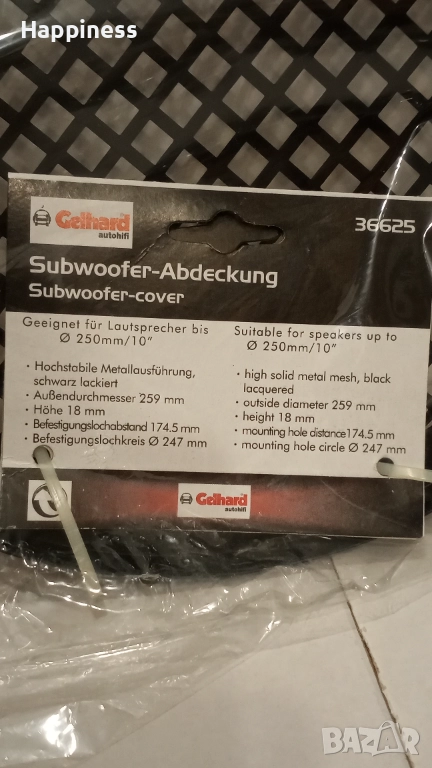 Happiness
Gelhard
autohifi
36625
Subwoofer-Abdeckung
Subwoofer-cover
Geeignet für Lautsprecher bis
Ø 250mm/10"
• Hochstabile Metallausführung,
schwarz lackiert
• Außendurchmesser 259 mm
• Höhe 18 mm
• Befestigungslochabstand 174.5 mm
• Befestigungslochkreis Ø 247 mm
Suitable for speakers up to
Ø 250mm/10"
• high solid metal mesh, black
lacquered
• outside diameter 259 mm
• height 18 mm
• mounting hole distance 174.5 mm
• mounting hole circle Ø 247 mm
Gelhard
autohifi
BAZAR